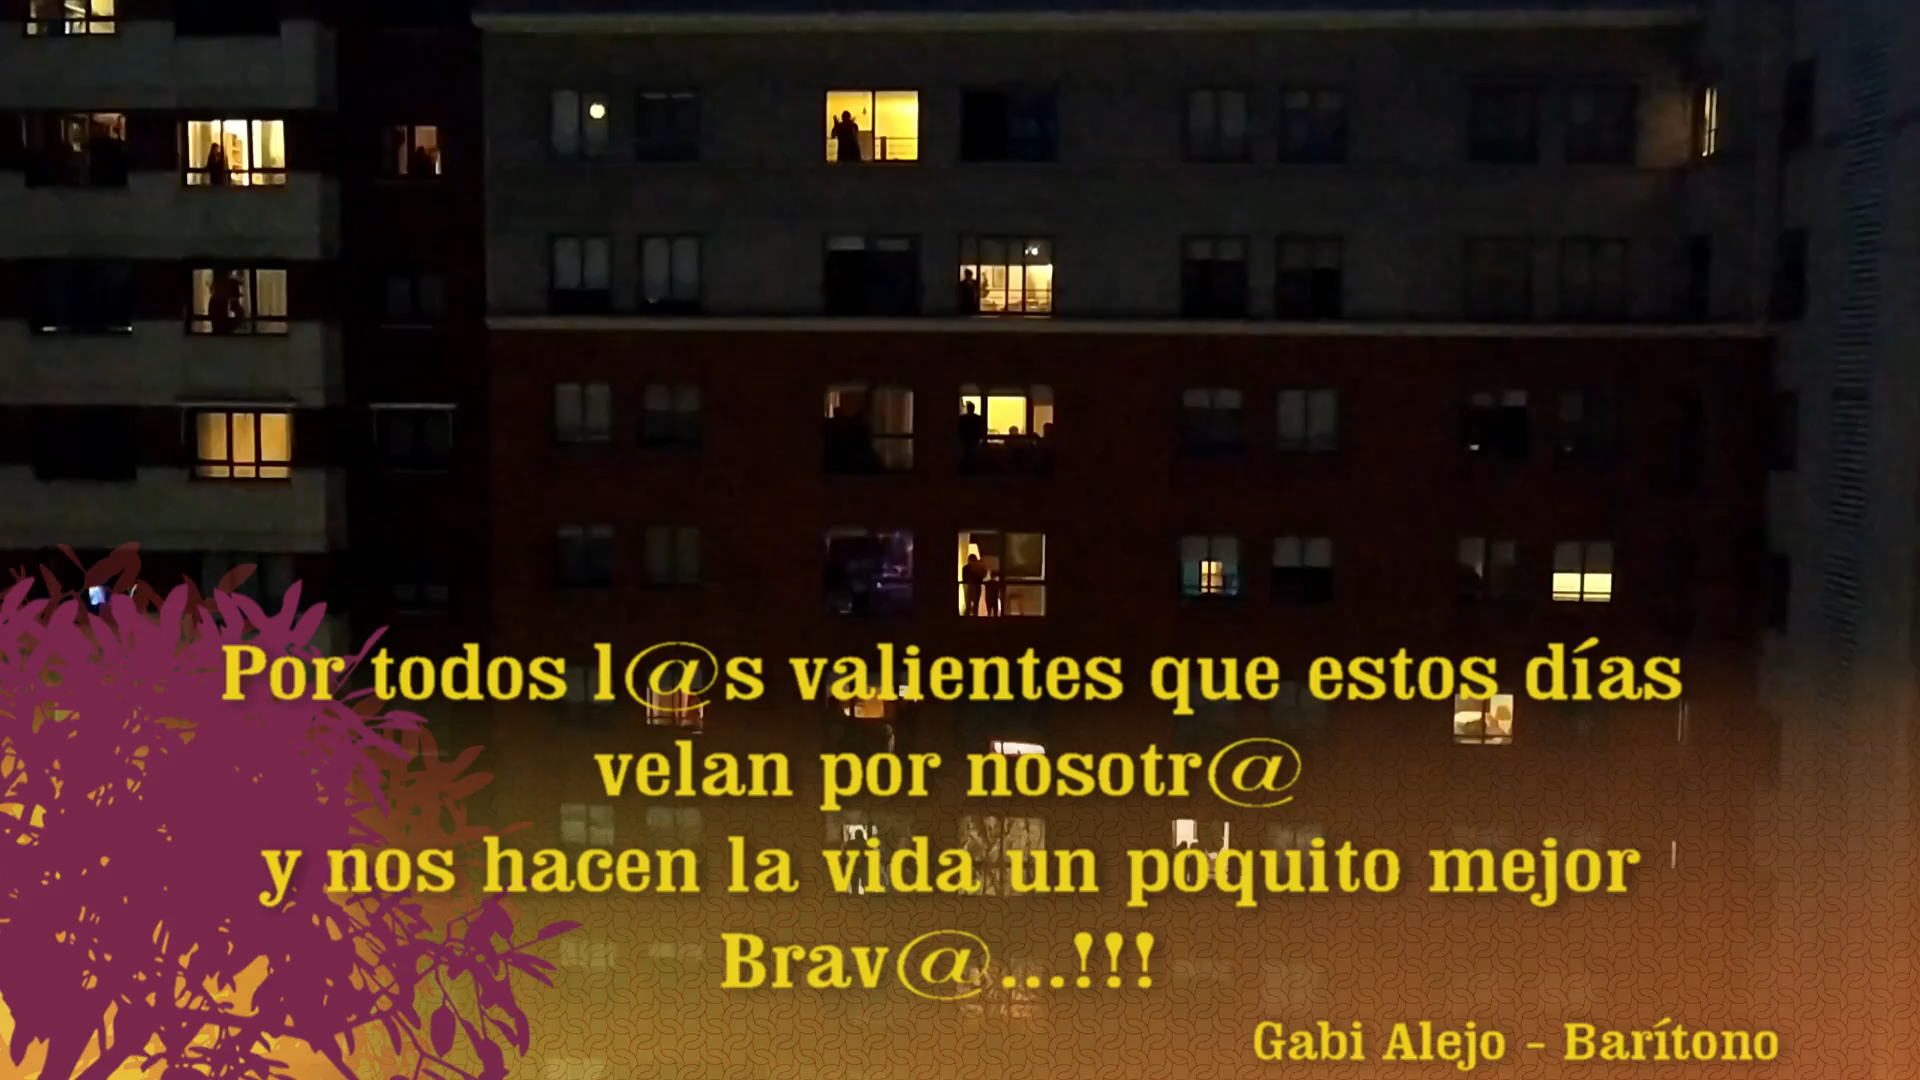 Por todos l@s valientes que estos días
velan por nosotr@
y nos hacen la vida un poquito mejor
Brav@...!!!
Gabi Alejo - Barítono